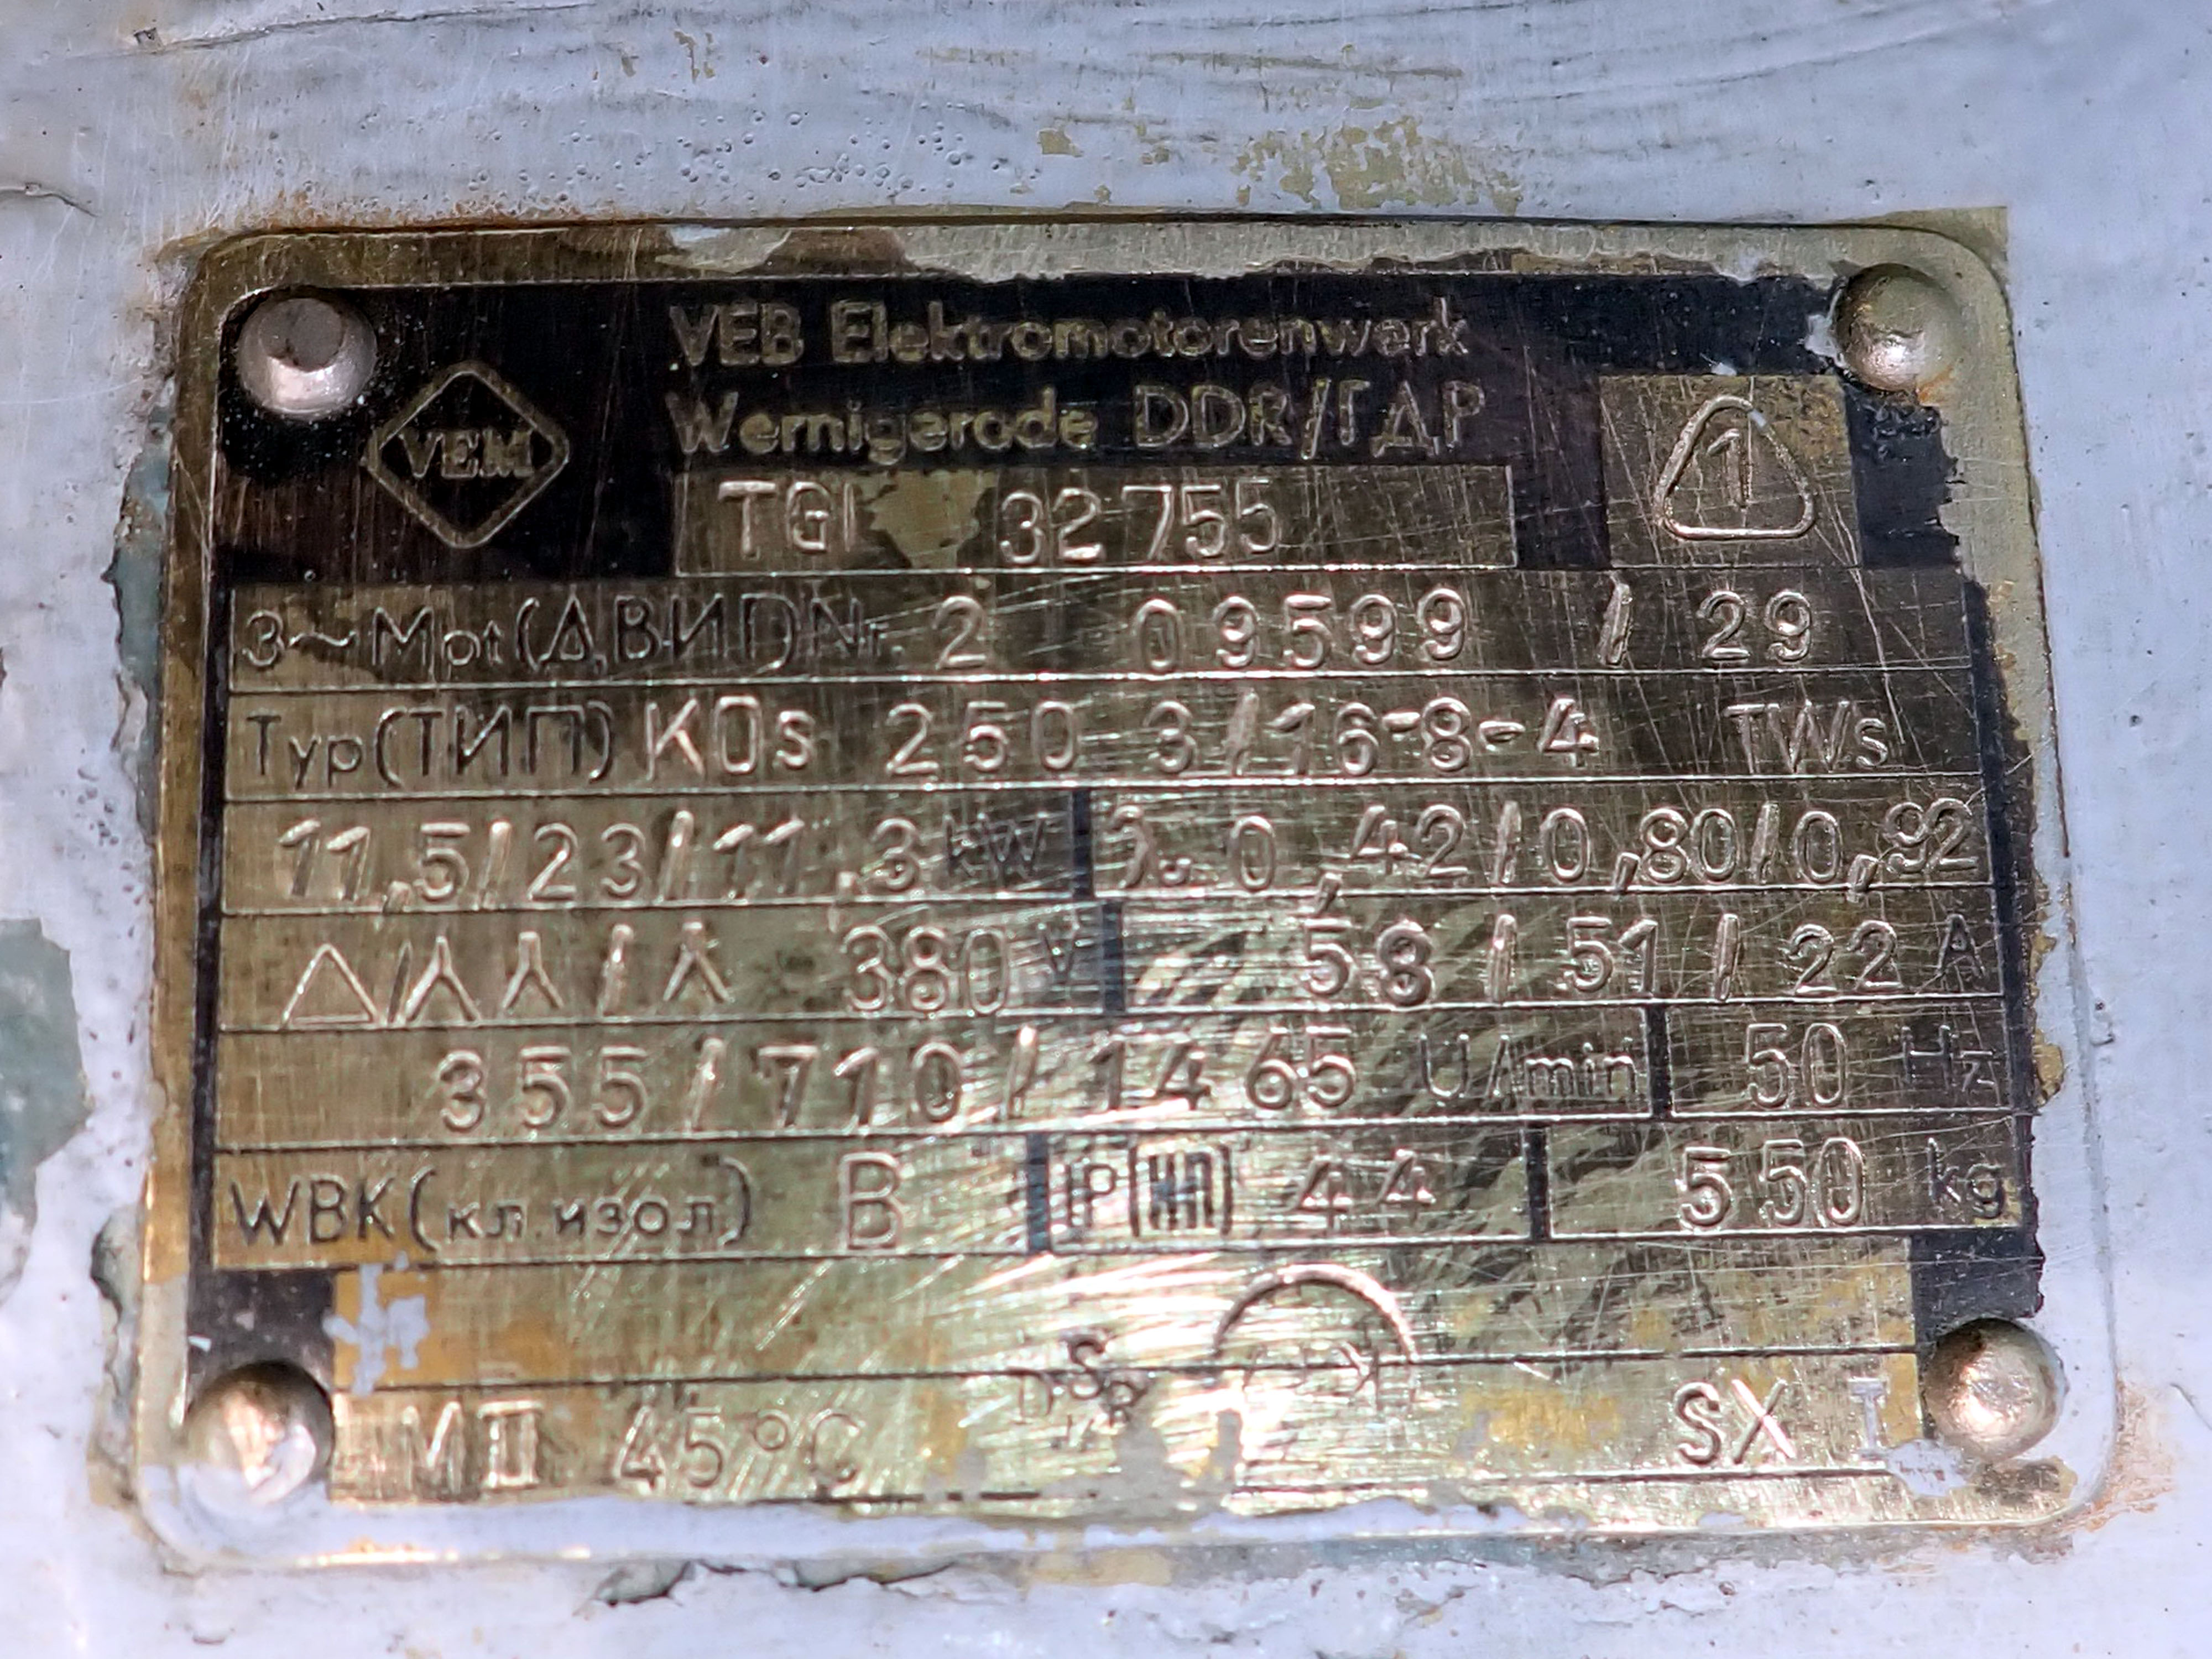 VEB Elektromotorenwerk
VEM
Wernigerode DDR/ГДР
1
TGL 32755
3~Mot(ДВИГ)Nr. 2 09599 / 29
Typ(ТИП) KOs 250 3/16-8-4 TWs
11,5/23/11,3 kW λ 0,42/0,80/0,92
△/⅄⅄/⅄ 380 V 58 / 51 / 22 A
355/710/1465 U/min 50 Hz
WBK(кл.изол.) B IP(ИП) 44 550 kg
MII 45°C SX I